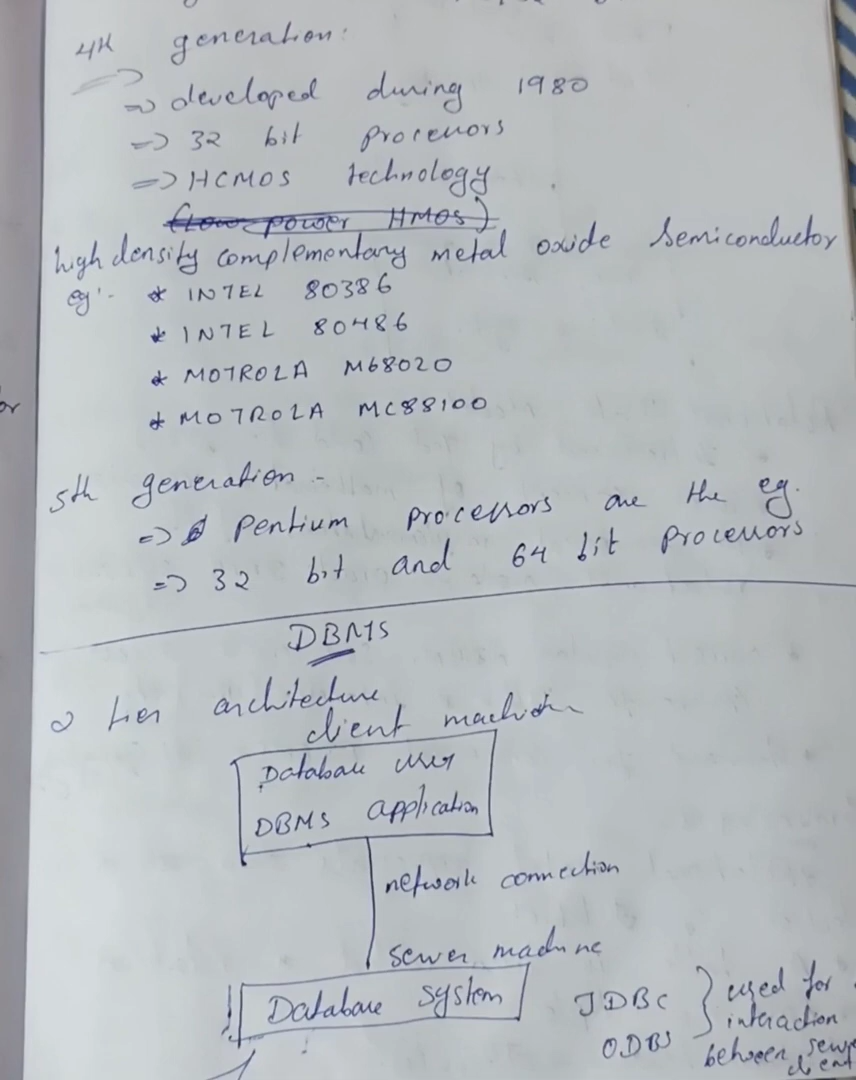 4th generation:
=> developed during 1980
=> 32 bit processors
=> HCMOS technology
(Low power HMOS)
high density complementary metal oxide semiconductor
eg:- * INTEL 80386
* INTEL 80486
* MOTROLA M68020
* MOTROLA MC88100
5th generation -
=> Pentium processors are the eg.
=> 32 bit and 64 bit processors
DBMS
2 tier architecture
client machine
Database user
DBMS application
network connection
server machine
Database system
JDBC } used for
interaction
ODBS
between server
client
or